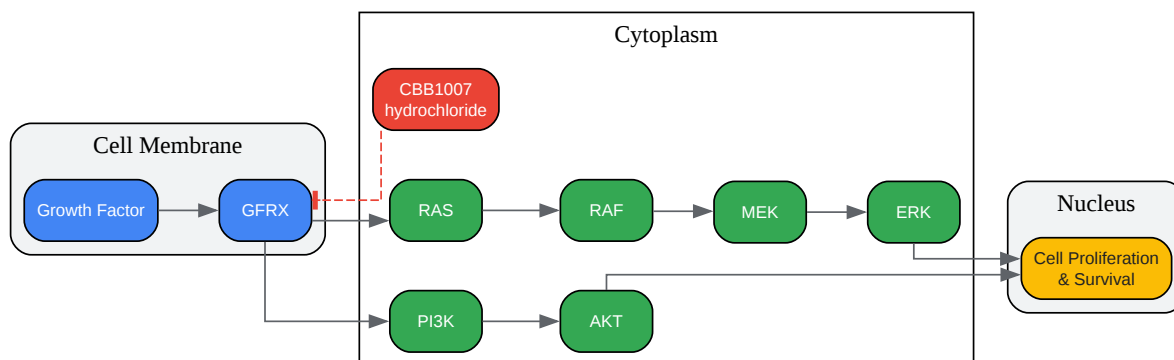 Cytoplasm
CBB1007
hydrochloride
Cell Membrane
Growth Factor
GFRX
RAS
RAF
MEK
ERK
Nucleus
Cell Proliferation
& Survival
PI3K
AKT